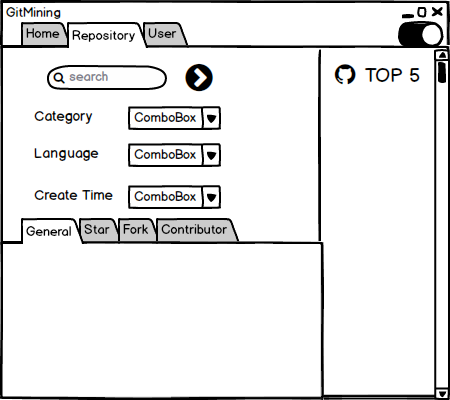 GitMining
Home Repository User
search
TOP 5
Category ComboBox
Language ComboBox
Create Time ComboBox
General Star Fork Contributor